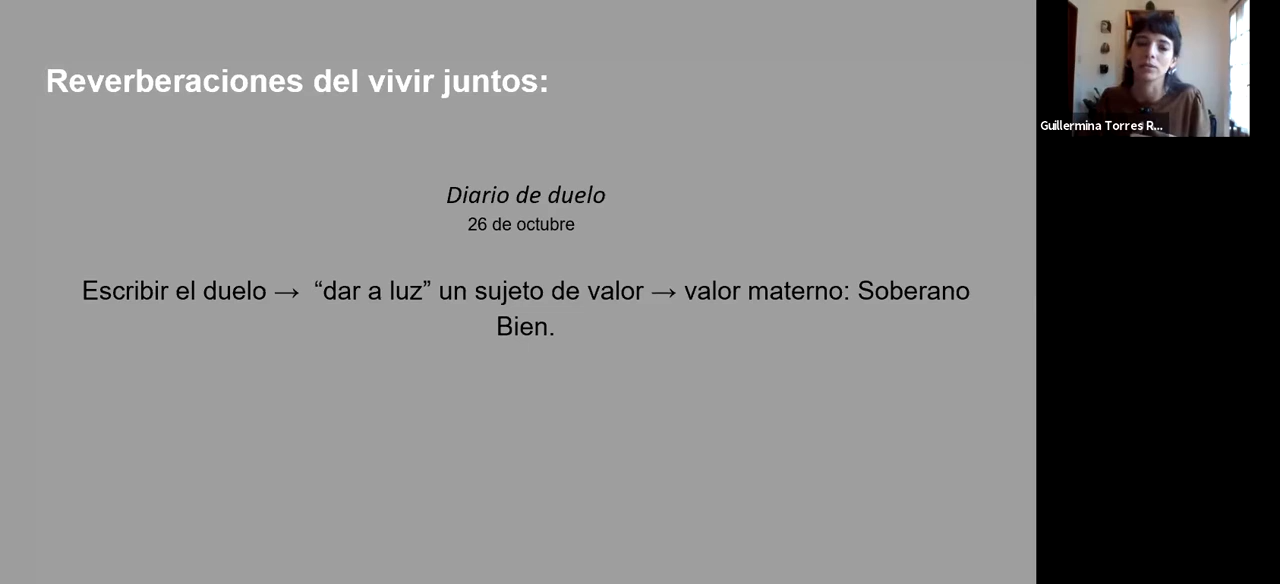 Reverberaciones del vivir juntos:
Diario de duelo
26 de octubre
Escribir el duelo → “dar a luz” un sujeto de valor → valor materno: Soberano
Bien.
Guillermina Torres R...